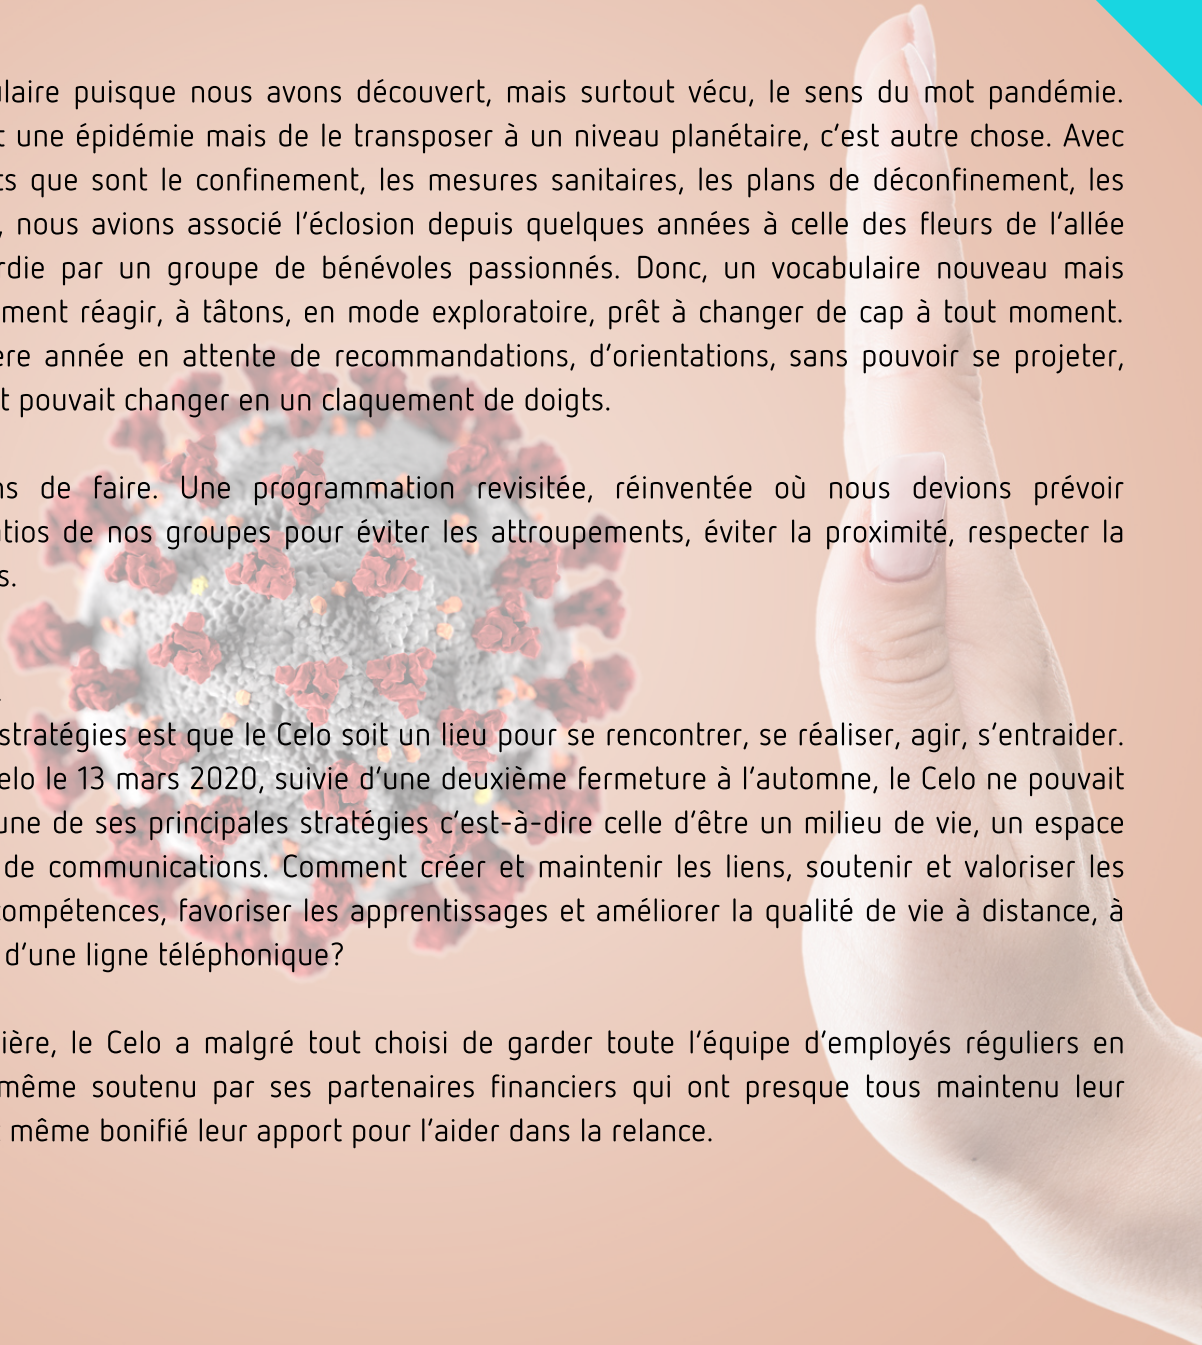 ulaire puisque nous avons découvert, mais surtout vécu, le sens du mot pandémie.
t une épidémie mais de le transposer à un niveau planétaire, c'est autre chose. Avec
ts que sont le confinement, les mesures sanitaires, les plans de déconfinement, les
, nous avions associé l'éclosion depuis quelques années à celle des fleurs de l'allée
rdie par un groupe de bénévoles passionnés. Donc, un vocabulaire nouveau mais
ment réagir, à tâtons, en mode exploratoire, prêt à changer de cap à tout moment.
ère année en attente de recommandations, d'orientations, sans pouvoir se projeter,
t pouvait changer en un claquement de doigts.
ns de faire. Une programmation revisitée, réinventée où nous devions prévoir
atios de nos groupes pour éviter les attroupements, éviter la proximité, respecter la
s.
.
stratégies est que le Celo soit un lieu pour se rencontrer, se réaliser, agir, s'entraider.
elo le 13 mars 2020, suivie d'une deuxième fermeture à l'automne, le Celo ne pouvait
une de ses principales stratégies c'est-à-dire celle d'être un milieu de vie, un espace
de communications. Comment créer et maintenir les liens, soutenir et valoriser les
compétences, favoriser les apprentissages et améliorer la qualité de vie à distance, à
d'une ligne téléphonique?
ière, le Celo a malgré tout choisi de garder toute l'équipe d'employés réguliers en
même soutenu par ses partenaires financiers qui ont presque tous maintenu leur
t même bonifié leur apport pour l'aider dans la relance.